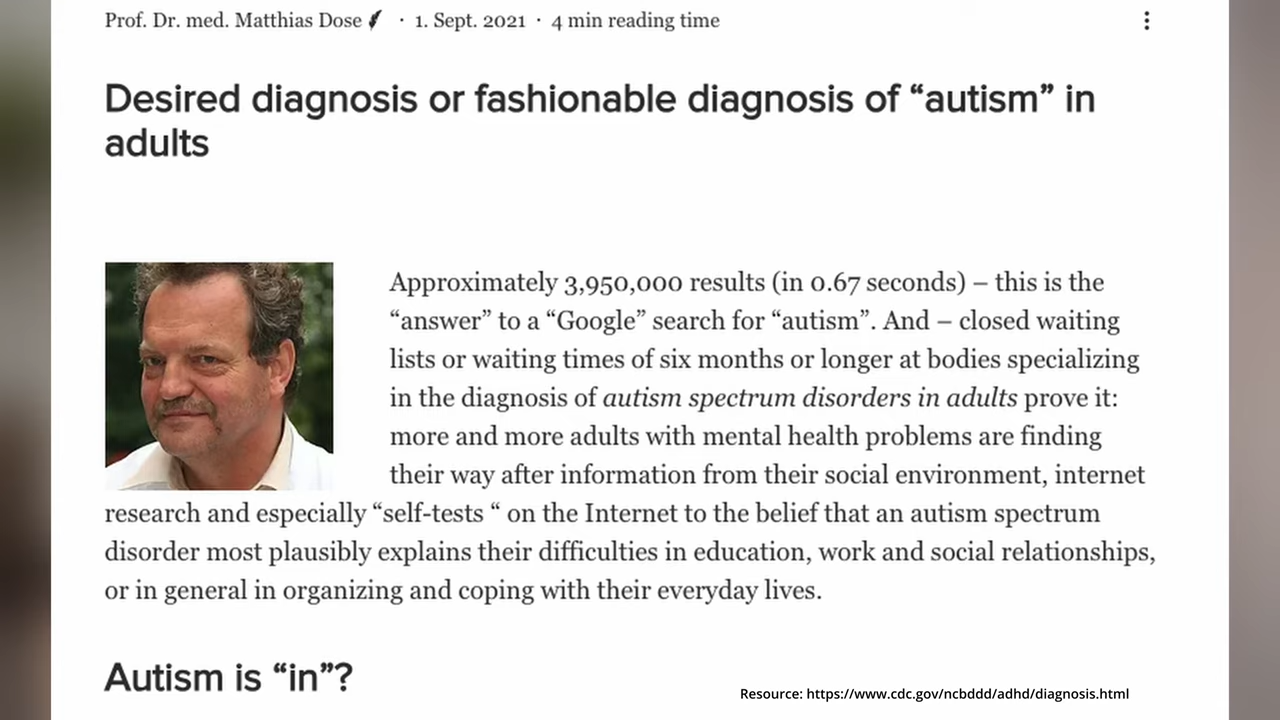 Prof. Dr. med. Matthias Dose · 1. Sept. 2021 · 4 min reading time
Desired diagnosis or fashionable diagnosis of “autism” in
adults
Approximately 3,950,000 results (in 0.67 seconds) – this is the
“answer” to a “Google” search for “autism”. And – closed waiting
lists or waiting times of six months or longer at bodies specializing
in the diagnosis of autism spectrum disorders in adults prove it:
more and more adults with mental health problems are finding
their way after information from their social environment, internet
research and especially “self-tests “ on the Internet to the belief that an autism spectrum
disorder most plausibly explains their difficulties in education, work and social relationships,
or in general in organizing and coping with their everyday lives.
Autism is “in”?
Resource: https://www.cdc.gov/ncbddd/adhd/diagnosis.html